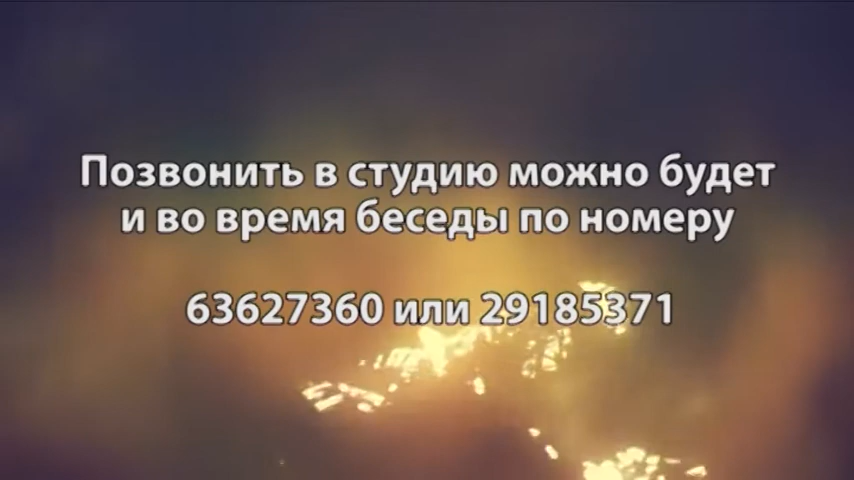 Позвонить в студию можно будет
и во время беседы по номеру
63627360 или 29185371